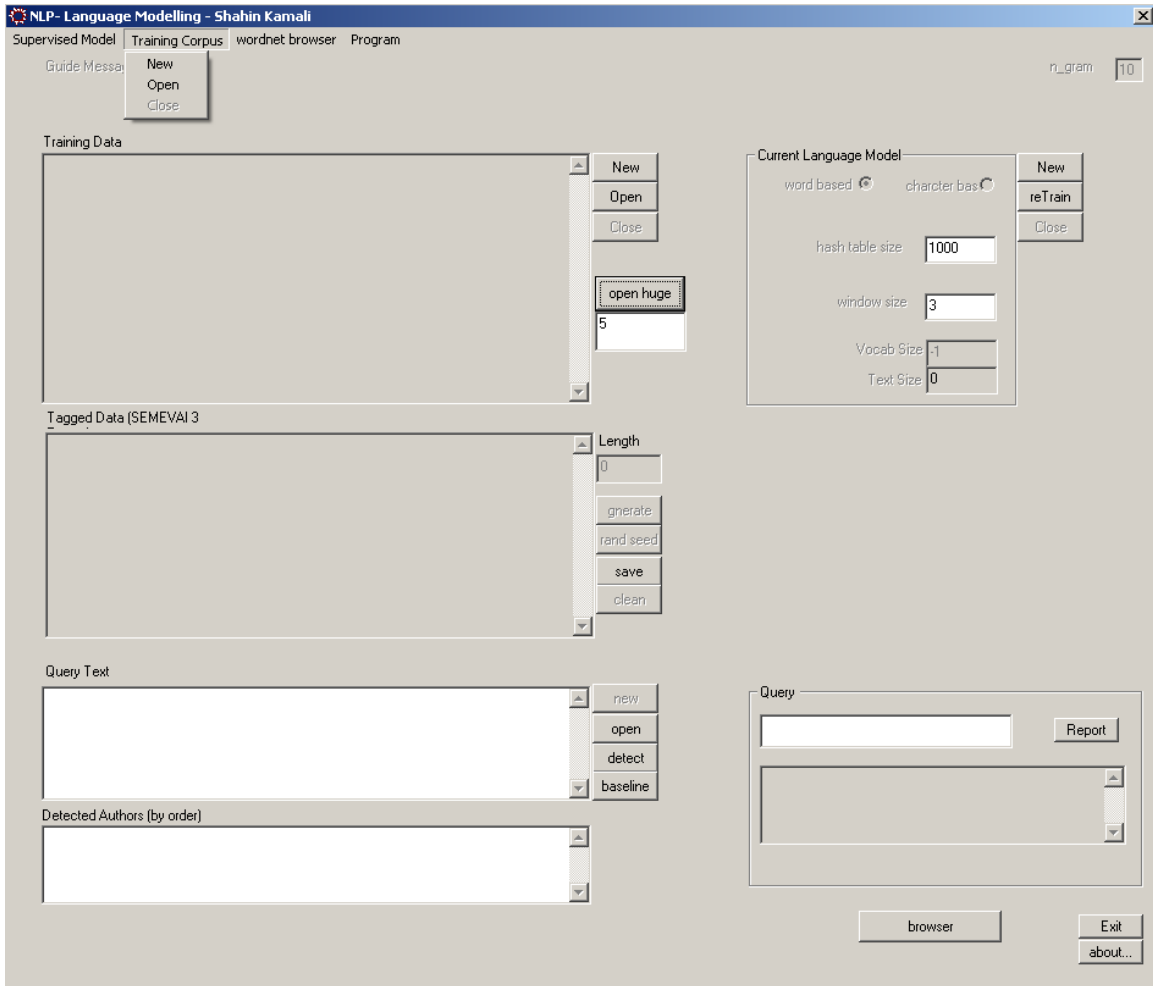 NLP- Language Modelling - Shahin Kamali
Supervised Model Training Corpus wordnet browser Program
New
Open
Close
Guide Messa
n_gram 10
Training Data
New
Open
Close
open huge
5
Current Language Model
word based charcter bas
hash table size 1000
window size 3
Vocab Size -1
Text Size 0
New
reTrain
Close
Tagged Data (SEMEVAl 3
Length
0
gnerate
rand seed
save
clean
Query Text
new
open
detect
baseline
Detected Authors (by order)
Query
Report
browser
Exit
about...